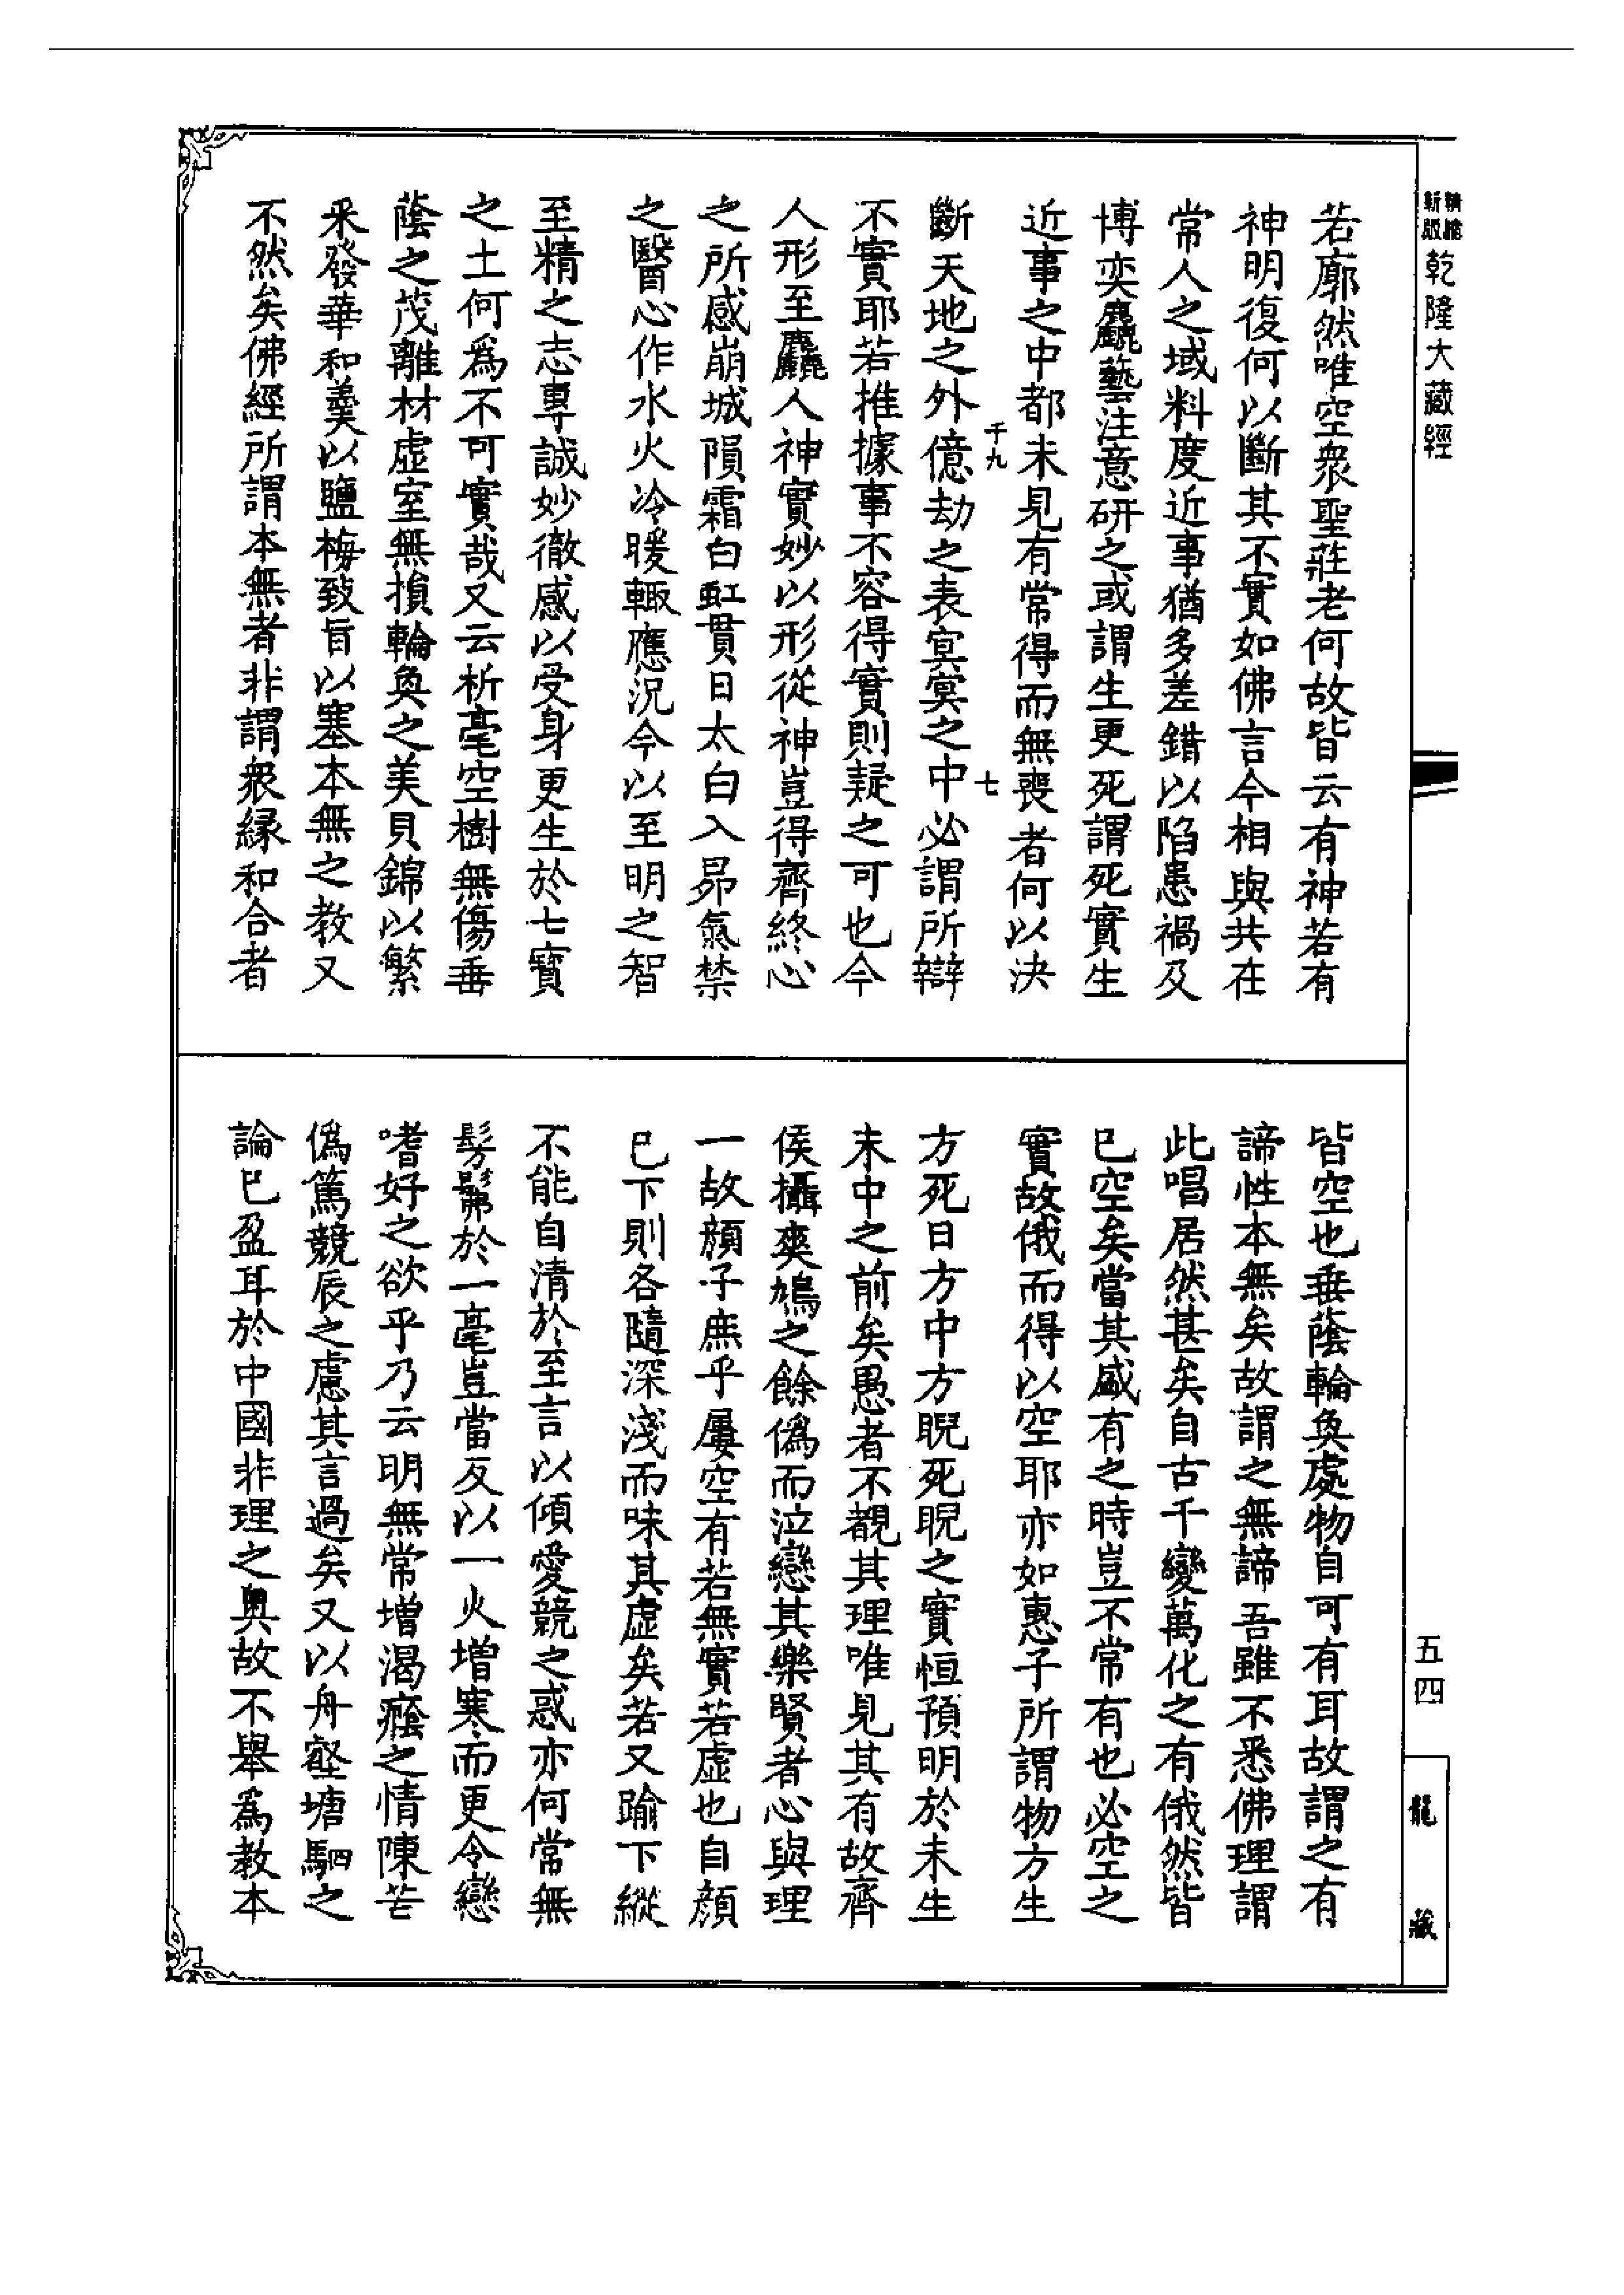 精縮新版乾隆大藏經
若廓然唯空衆聖莊老何故皆云有神若有
神明復何以斷其不實如佛言今相與共在
常人之域料度近事猶多差錯以陷患禍及
博奕麤藝注意研之或謂生更死謂死實生
近事之中都未見有常得而無喪者何以決
千九
七
斷天地之外億劫之表冥冥之中必謂所辯
不實耶若推據事不容得實則疑之可也今
人形至麤人神實妙以形從神豈得齊終心
之所感崩城隕霜白虹貫日太白入昴氣禁
之醫心作水火冷暖輙應況今以至明之智
至精之志專誠妙徹感以受身更生於七寳
之土何爲不可實哉又云析毫空樹無傷垂
蔭之茂離材虛室無損輪奐之美貝錦以繁
釆發華和羹以鹽梅致旨以塞本無之教又
不然矣佛經所謂本無者非謂衆緣和合者
皆空也垂蔭輪奐處物自可有耳故謂之有
諦性本無矣故謂之無諦吾雖不悉佛理謂
此唱居然甚矣自古千變萬化之有俄然皆
已空矣當其盛有之時豈不常有也必空之
實故俄而得以空耶亦如惠子所謂物方生
方死日方中方睨死睨之實恒預明於未生
未中之前矣愚者不覩其理唯見其有故齊
侯攝爽鳩之餘僞而泣戀其樂賢者心與理
一故顏子庶乎屢空有若無實若虛也自顏
已下則各隨深淺而味其虛矣若又踰下縱
不能自清於至言以傾愛競之惑亦何常無
髣髴於一毫豈當反以一火增寒而更令戀
嗜好之欲乎乃云明無常增渴癊之情陳苦
僞篤競辰之慮其言過矣又以舟壑塘駟之
論已盈耳於中國非理之奧故不舉爲教本
五四
龍藏